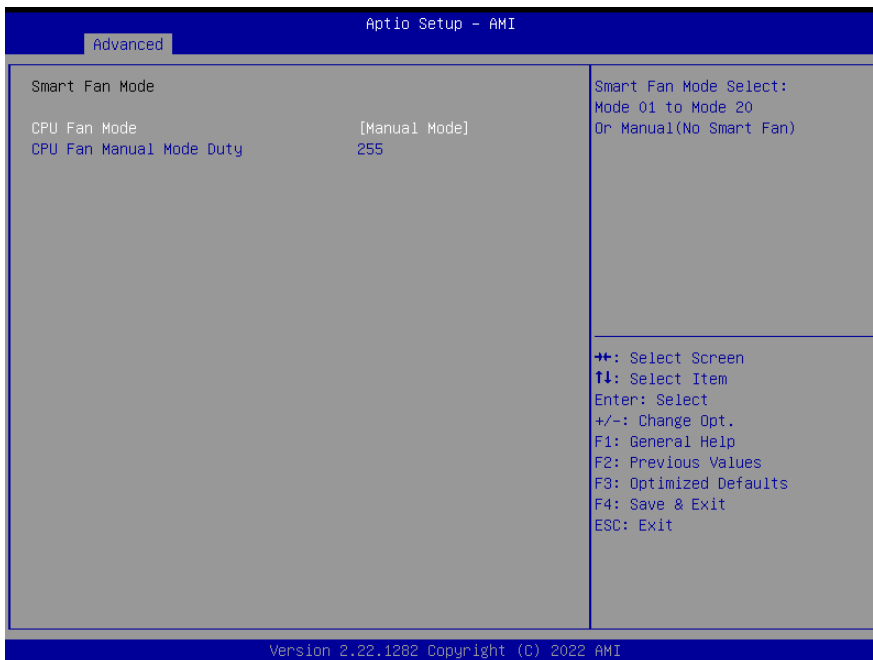 Aptio Setup – AMI
Advanced
Smart Fan Mode
CPU Fan Mode [Manual Mode]
CPU Fan Manual Mode Duty 255
Smart Fan Mode Select:
Mode 01 to Mode 20
Or Manual(No Smart Fan)
→←: Select Screen
↑↓: Select Item
Enter: Select
+/-: Change Opt.
F1: General Help
F2: Previous Values
F3: Optimized Defaults
F4: Save & Exit
ESC: Exit
Version 2.22.1282 Copyright (C) 2022 AMI